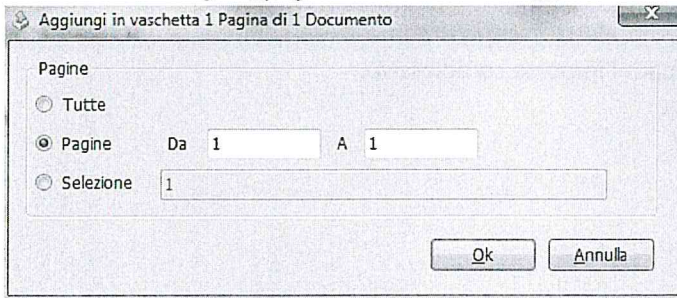 Aggiungi in vaschetta 1 Pagina di 1 Documento
Pagine
Tutte
Pagine Da 1 A 1
Selezione 1
Ok Annulla